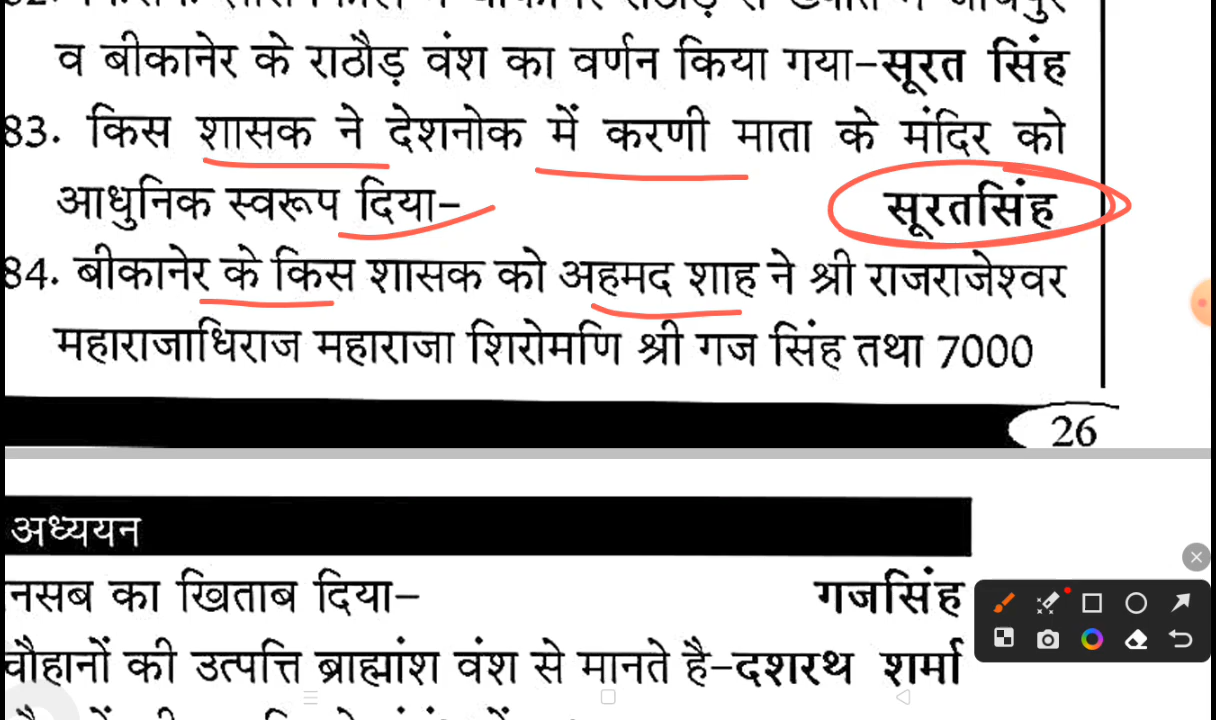 व बीकानेर के राठौड़ वंश का वर्णन किया गया–सूरत सिंह
83. किस शासक ने देशनोक में करणी माता के मंदिर को
आधुनिक स्वरूप दिया– सूरतसिंह
84. बीकानेर के किस शासक को अहमद शाह ने श्री राजराजेश्वर
महाराजाधिराज महाराजा शिरोमणि श्री गज सिंह तथा 7000
26
अध्ययन
नसब का खिताब दिया– गजसिंह
चौहानों की उत्पत्ति ब्राह्मांश वंश से मानते है–दशरथ शर्मा